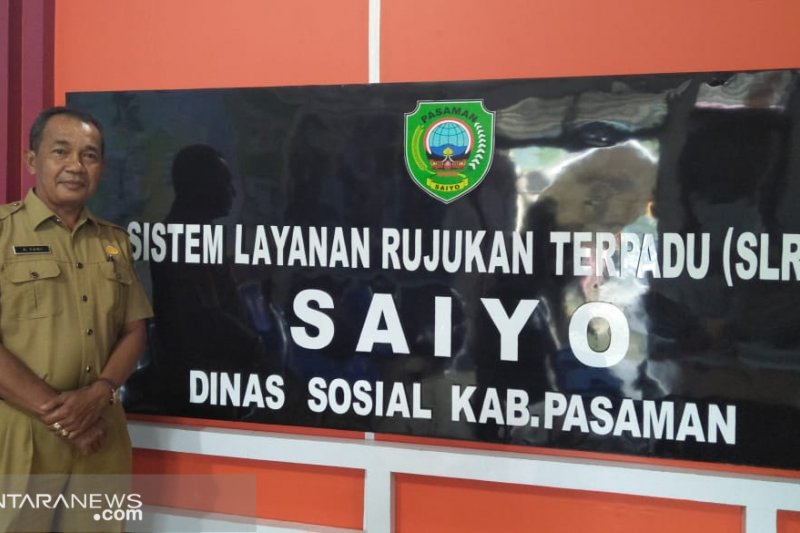 PASAMAN
SAIYO
SISTEM LAYANAN RUJUKAN TERPADU (SLR
SAIYO
DINAS SOSIAL KAB.PASAMAN
NTARANEWS
.com